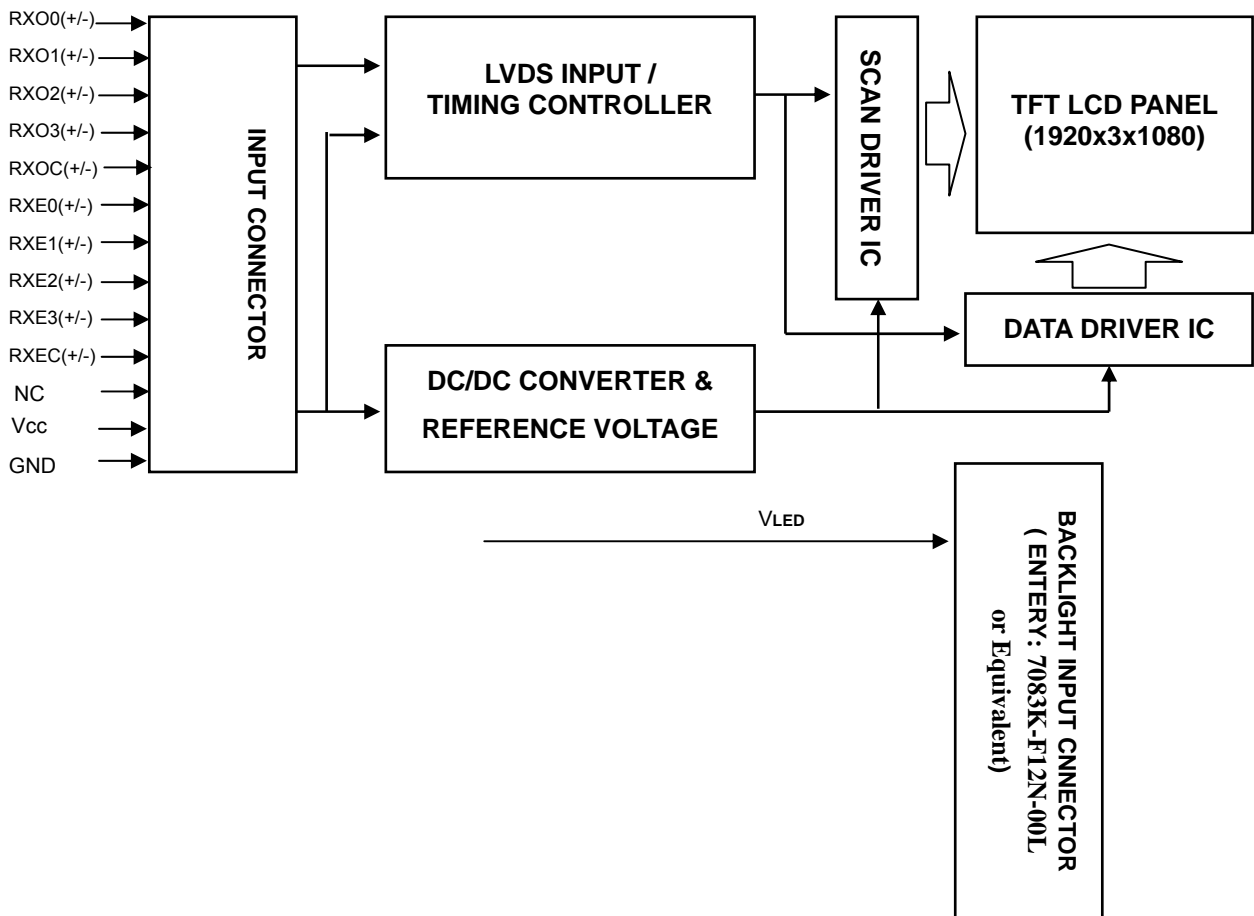 RXO0(+/-)
RXO1(+/-)
RXO2(+/-)
RXO3(+/-)
RXOC(+/-)
RXE0(+/-)
RXE1(+/-)
RXE2(+/-)
RXE3(+/-)
RXEC(+/-)
NC
Vcc
GND
INPUT CONNECTOR
LVDS INPUT /
TIMING CONTROLLER
DC/DC CONVERTER &
REFERENCE VOLTAGE
SCAN DRIVER IC
TFT LCD PANEL
(1920x3x1080)
DATA DRIVER IC
VLED
BACKLIGHT INPUT CNNECTOR
( ENTERY: 7083K-F12N-00L
or Equivalent)